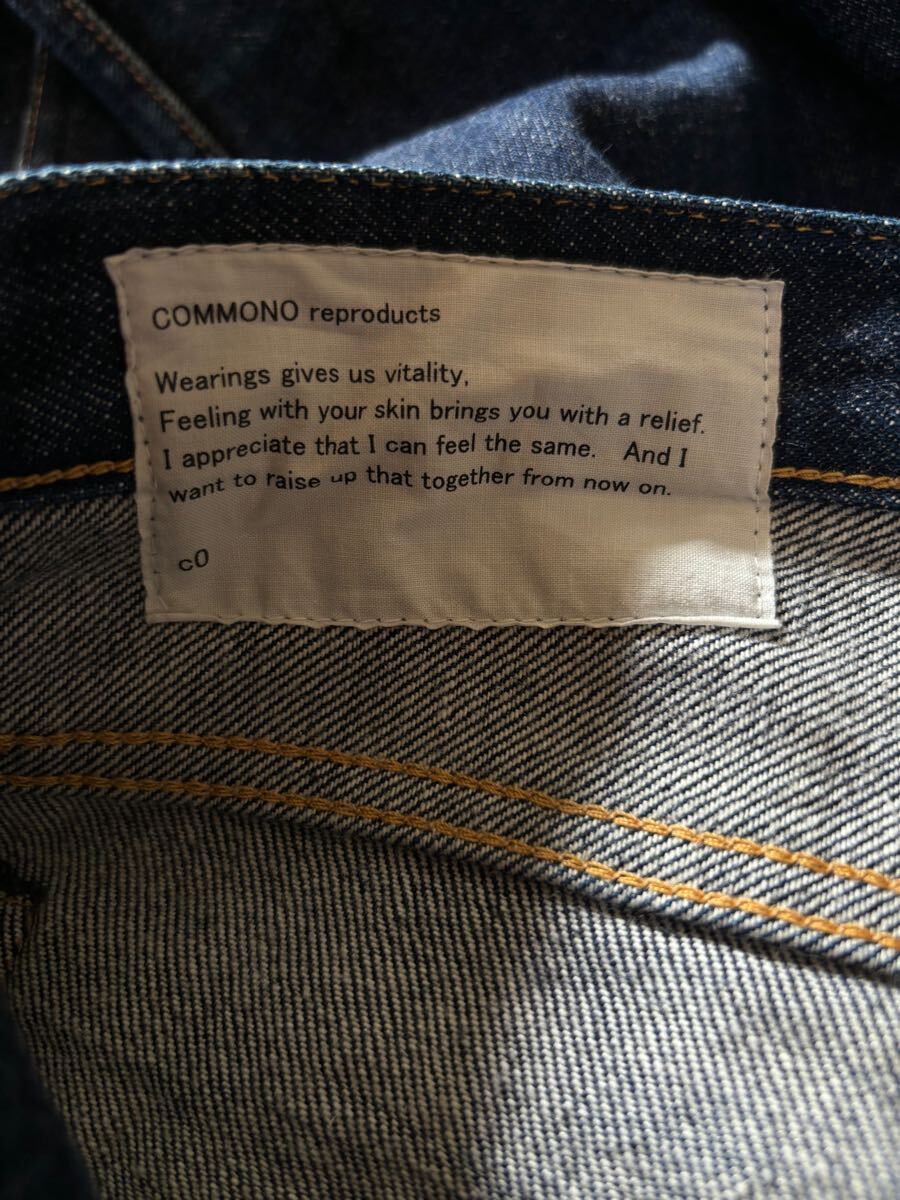 COMMONO reproducts
Wearings gives us vitality,
Feeling with your skin brings you with a relief.
I appreciate that I can feel the same. And I
want to raise up that together from now on.
c0